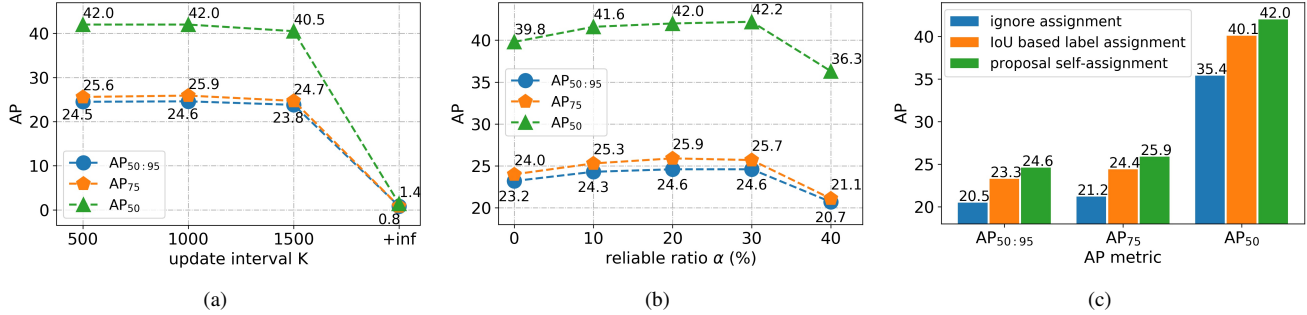 42.0 42.0 40.5
25.6 25.9 24.7
24.5 24.6 23.8
1.4
0.8
AP
40
30
20
10
0
AP50:95
AP75
AP50
500 1000 1500 +inf
update interval K
(a)
39.8 41.6 42.0 42.2 36.3
24.0 25.3 25.9 25.7 21.1
23.2 24.3 24.6 24.6 20.7
AP
40
35
30
25
20
AP50:95
AP75
AP50
0 10 20 30 40
reliable ratio α (%)
(b)
ignore assignment
IoU based label assignment
proposal self-assignment
AP
40
35
30
25
20
20.5 23.3 24.6
21.2 24.4 25.9
35.4 40.1 42.0
AP50:95 AP75 AP50
AP metric
(c)